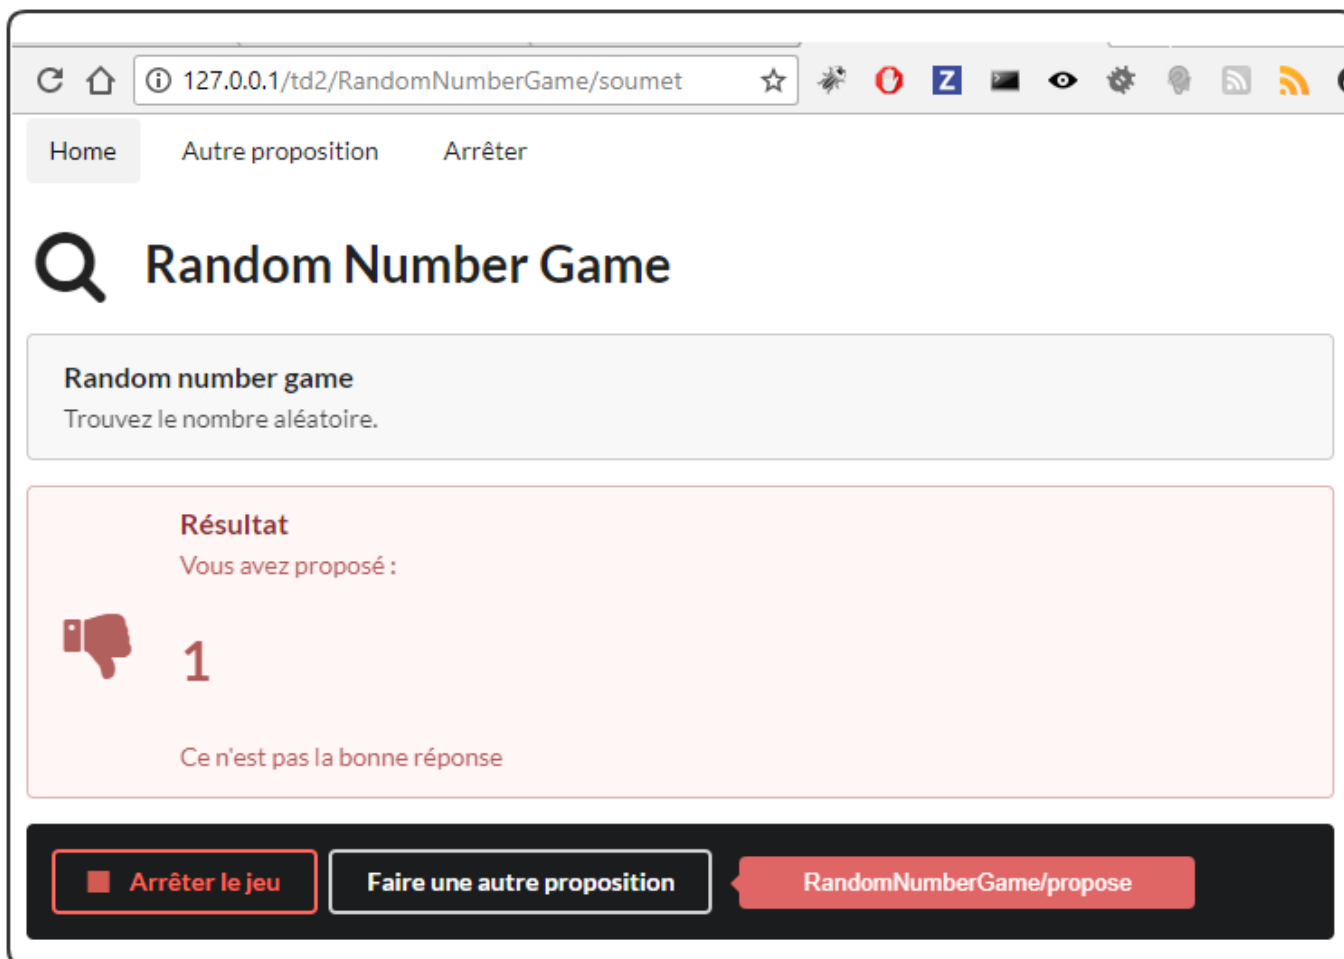 127.0.0.1/td2/RandomNumberGame/soumet
Z
Home Autre proposition Arrêter
Random Number Game
Random number game
Trouvez le nombre aléatoire.
Résultat
Vous avez proposé :
1
Ce n'est pas la bonne réponse
Arrêter le jeu Faire une autre proposition RandomNumberGame/propose